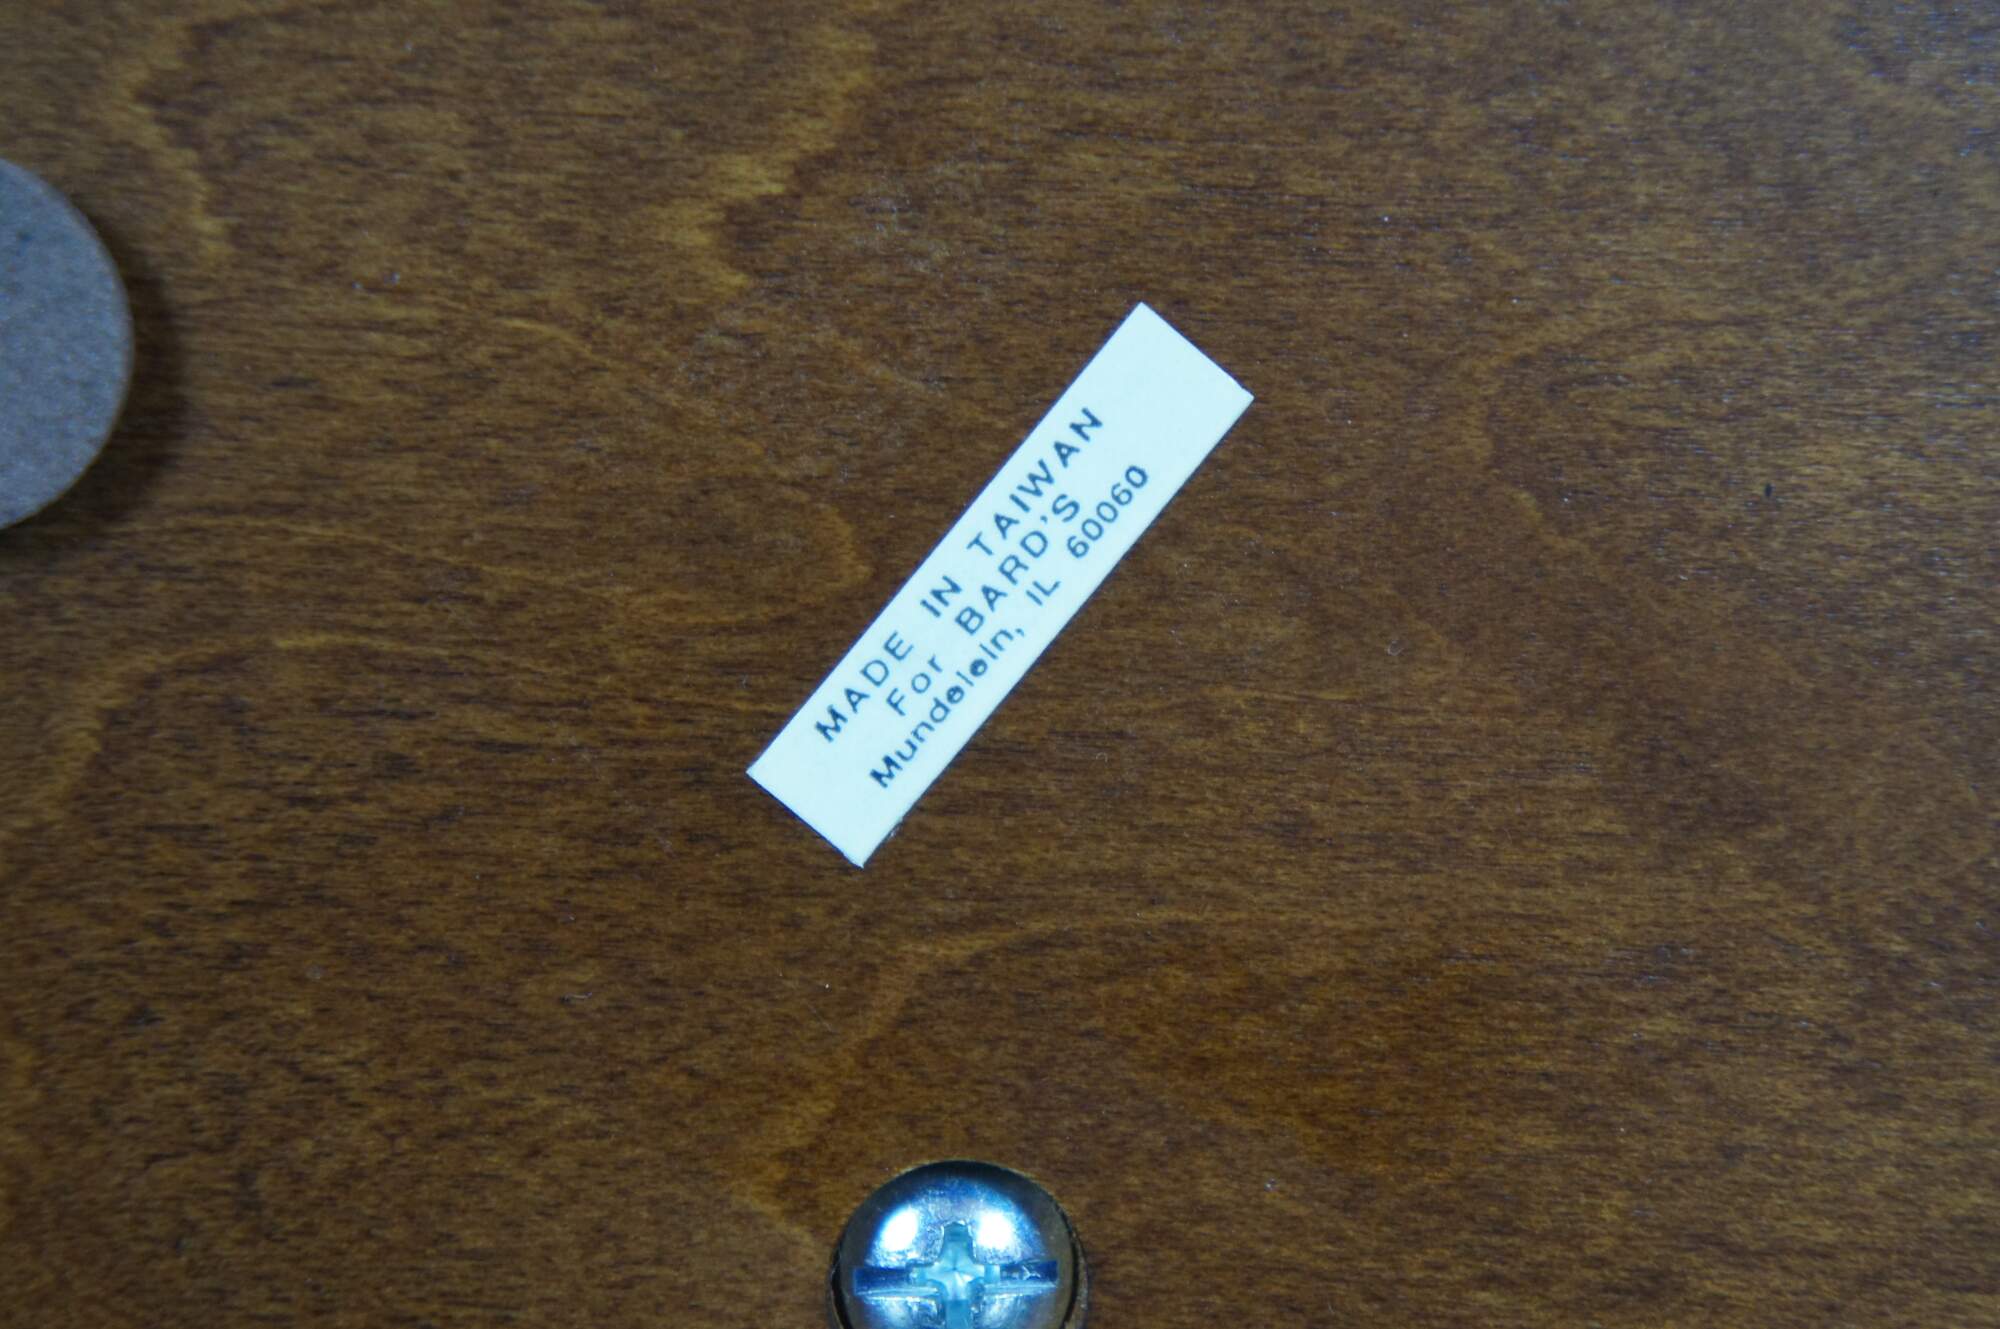 MADE IN TAIWAN
For BARD'S
Mundelein, IL 60060